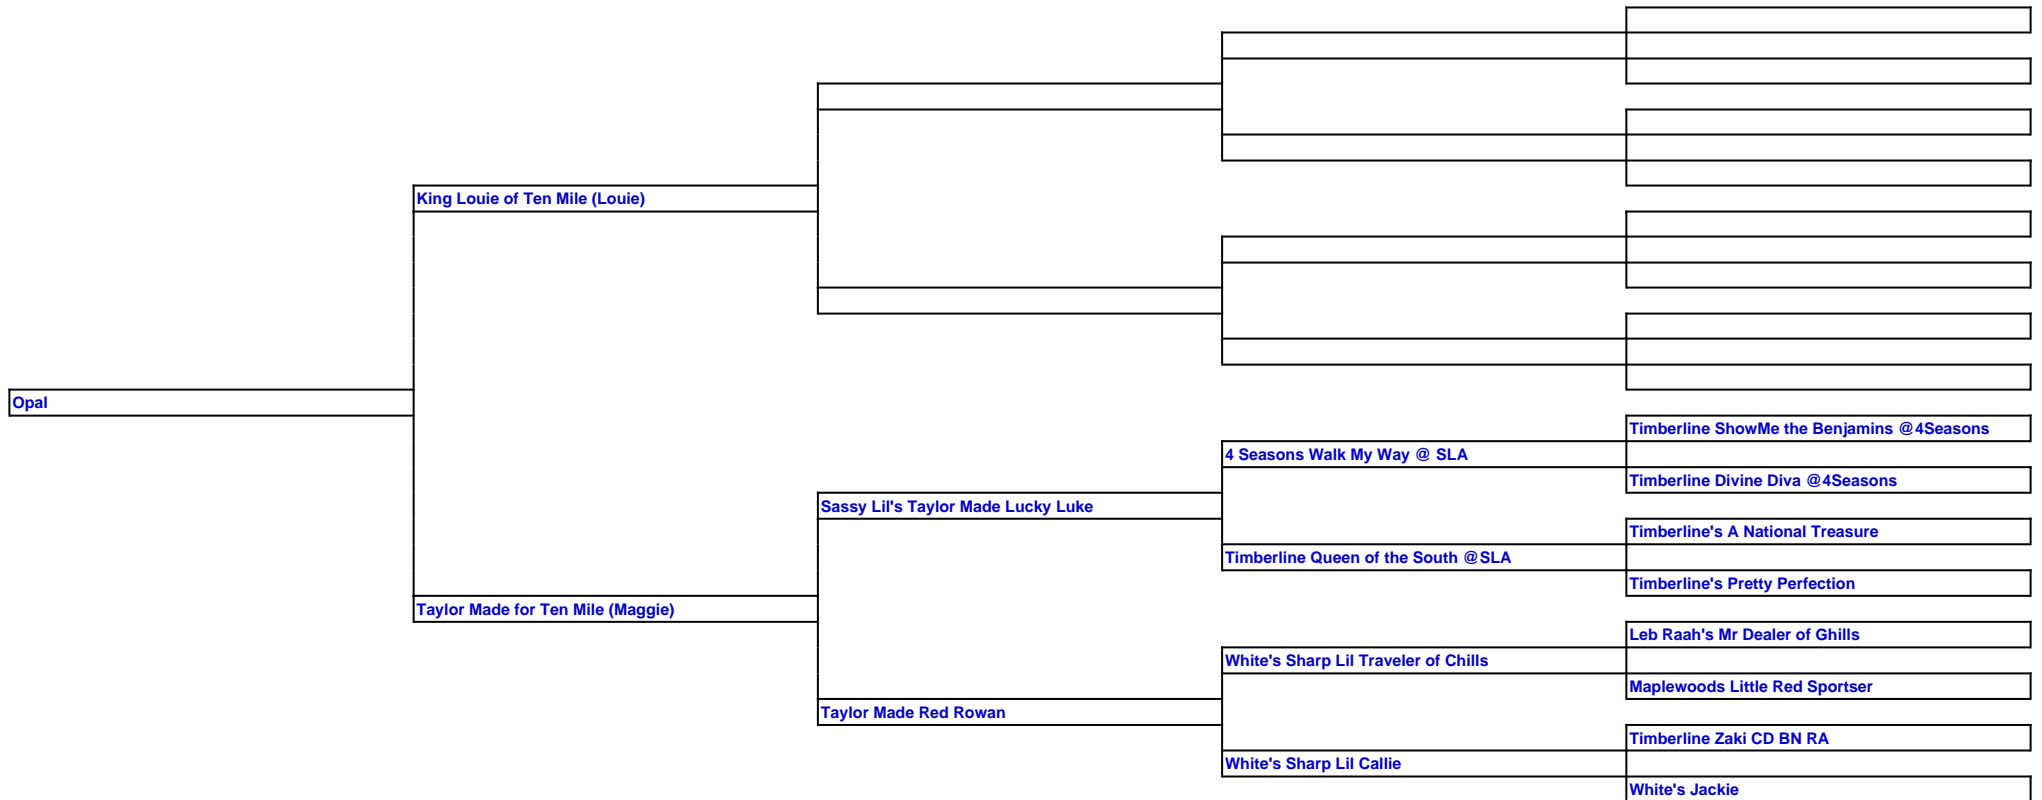 King Louie of Ten Mile (Louie)
Opal
Timberline ShowMe the Benjamins @4Seasons
4 Seasons Walk My Way @ SLA
Timberline Divine Diva @4Seasons
Sassy Lil's Taylor Made Lucky Luke
Timberline's A National Treasure
Timberline Queen of the South @SLA
Timberline's Pretty Perfection
Taylor Made for Ten Mile (Maggie)
Leb Raah's Mr Dealer of Ghills
White's Sharp Lil Traveler of Chills
Maplewoods Little Red Sportser
Taylor Made Red Rowan
Timberline Zaki CD BN RA
White's Sharp Lil Callie
White's Jackie